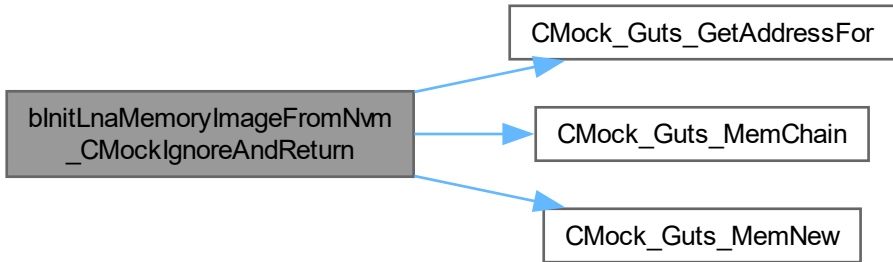 bInitLnaMemoryImageFromNvm
_CMockIgnoreAndReturn
CMock_Guts_GetAddressFor
CMock_Guts_MemChain
CMock_Guts_MemNew